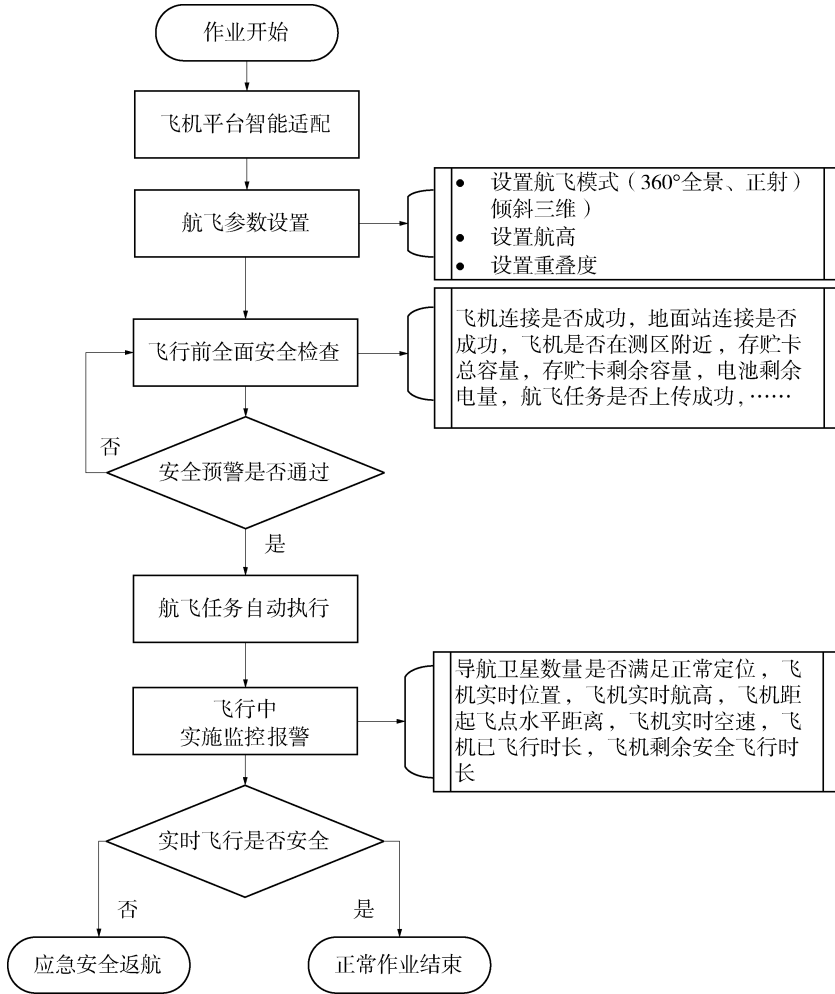 作业开始
飞机平台智能适配
航飞参数设置
● 设置航飞模式（360°全景、正射）
倾斜三维）
● 设置航高
● 设置重叠度
飞行前全面安全检查
飞机连接是否成功，地面站连接是否
成功，飞机是否在测区附近，存贮卡
总容量，存贮卡剩余容量，电池剩余
电量，航飞任务是否上传成功，……
否
安全预警是否通过
是
航飞任务自动执行
飞行中
实施监控报警
导航卫星数量是否满足正常定位，飞
机实时位置，飞机实时航高，飞机距
起飞点水平距离，飞机实时空速，飞
机已飞行时长，飞机剩余安全飞行时
长
实时飞行是否安全
否
是
应急安全返航
正常作业结束